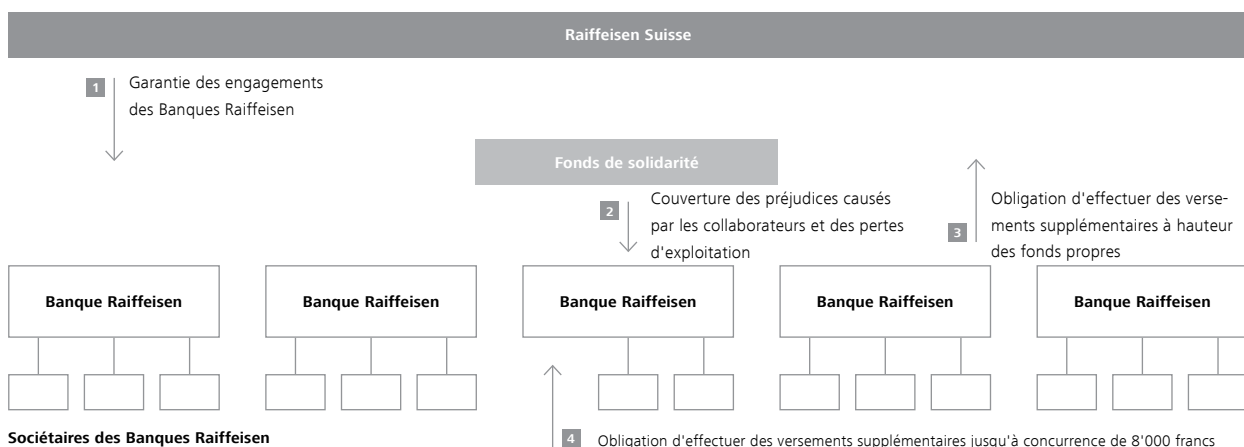 Raiffeisen Suisse
1
Garantie des engagements
des Banques Raiffeisen
Fonds de solidarité
2
Couverture des préjudices causés
par les collaborateurs et des pertes
d'exploitation
3
Obligation d'effectuer des verse-
ments supplémentaires à hauteur
des fonds propres
Banque Raiffeisen
Banque Raiffeisen
Banque Raiffeisen
Banque Raiffeisen
Banque Raiffeisen
Sociétaires des Banques Raiffeisen
4
Obligation d'effectuer des versements supplémentaires jusqu'à concurrence de 8'000 francs